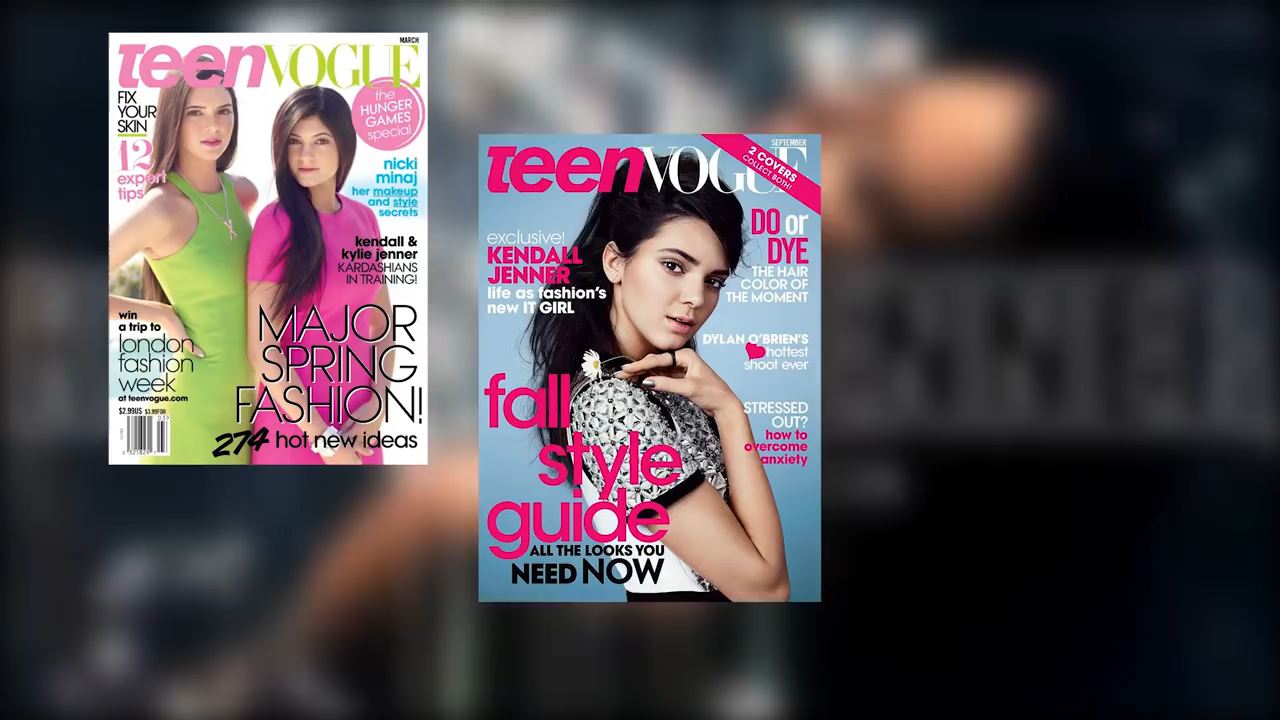 MARCH
teenVOGUE
FIX
YOUR
SKIN
12
expert
tips
the
HUNGER
GAMES
special
nicki
minaj
her makeup
and style
secrets
kendall &
kylie jenner
KARDASHIANS
IN TRAINING!
win
a trip to
london
fashion
week
at teenvogue.com
$2.99US $3.99FOR
MAJOR
SPRING
FASHION!
274 hot new ideas
SEPTEMBER
teenVOGUE
2 COVERS
COLLECT BOTH!
exclusive!
KENDALL
JENNER
life as fashion's
new IT GIRL
DO or
DYE
THE HAIR
COLOR OF
THE MOMENT
DYLAN O'BRIEN'S
hottest
shoot ever
STRESSED
OUT?
how to
overcome
anxiety
fall
style
guide
ALL THE LOOKS YOU
NEED NOW